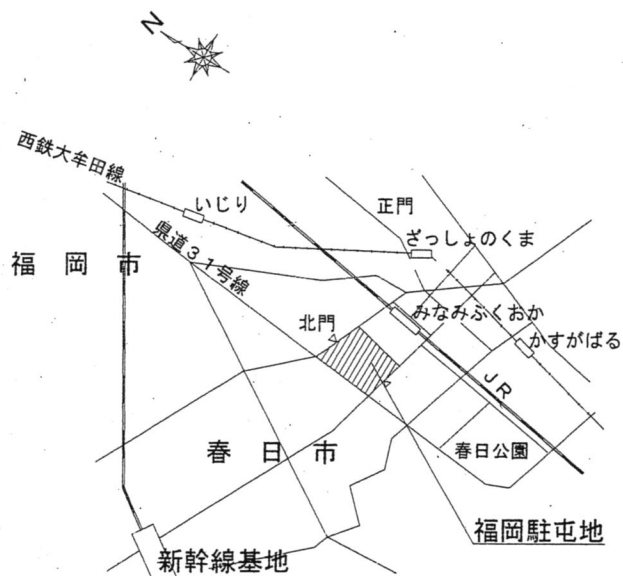 N
西鉄大牟田線
いじり
正門
ざっしょのくま
県道31号線
福岡市
みなみふくおか
北門
かすがばる
JR
春日市
春日公園
福岡駐屯地
新幹線基地